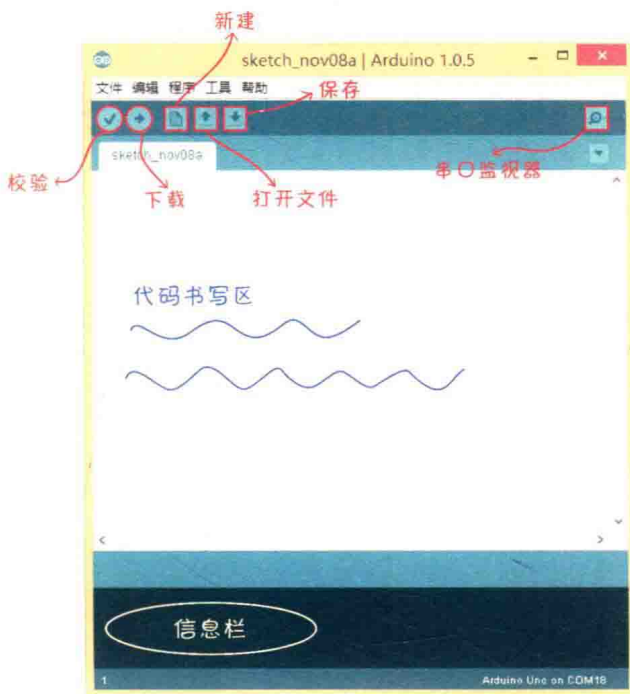 新建
sketch_nov08a | Arduino 1.0.5
文件 编辑 程序 工具 帮助
保存
sketch_nov08a
串口监视器
校验
下载
打开文件
代码书写区
信息栏
1
Arduino Uno on COM18